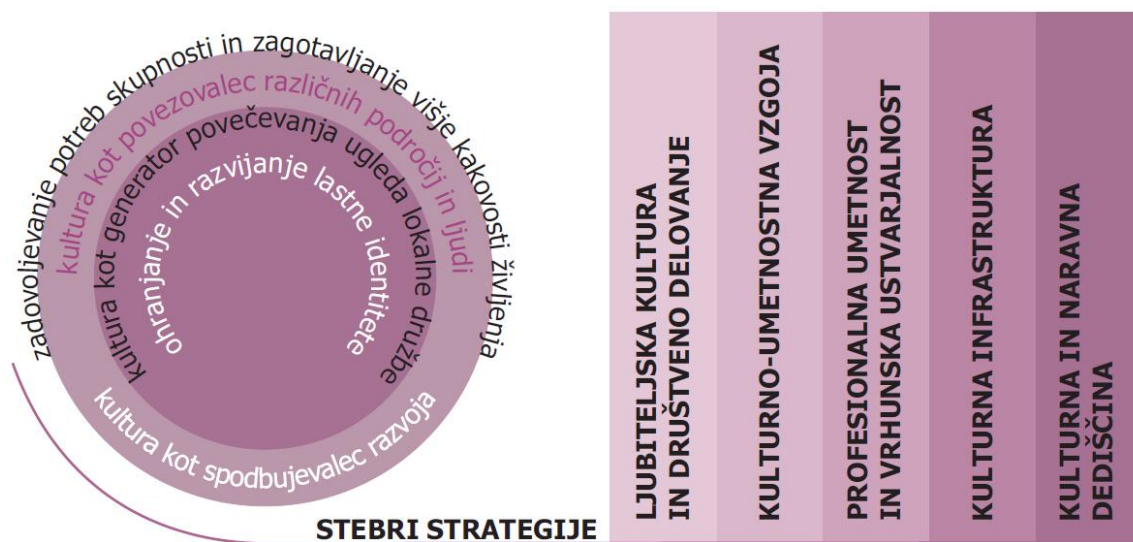 zadovoljevanje potreb skupnosti in zagotavljanje višje kakovosti življenja
kultura kot povezovalec različnih področij in ljudi
kultura kot generator povečevanja ugleda lokalne družbe
ohranjanje in razvijanje lastne identitete
kultura kot spodbujevalec razvoja
STEBRI STRATEGIJE
LJUBITELJSKA KULTURA
IN DRUŠTVENO DELOVANJE
KULTURNO-UMETNOSTNA VZGOJA
PROFESIONALNA UMETNOST
IN VRHUNSKA USTVARJALNOST
KULTURNA INFRASTRUKTURA
KULTURNA IN NARAVNA
DEDIŠČINA